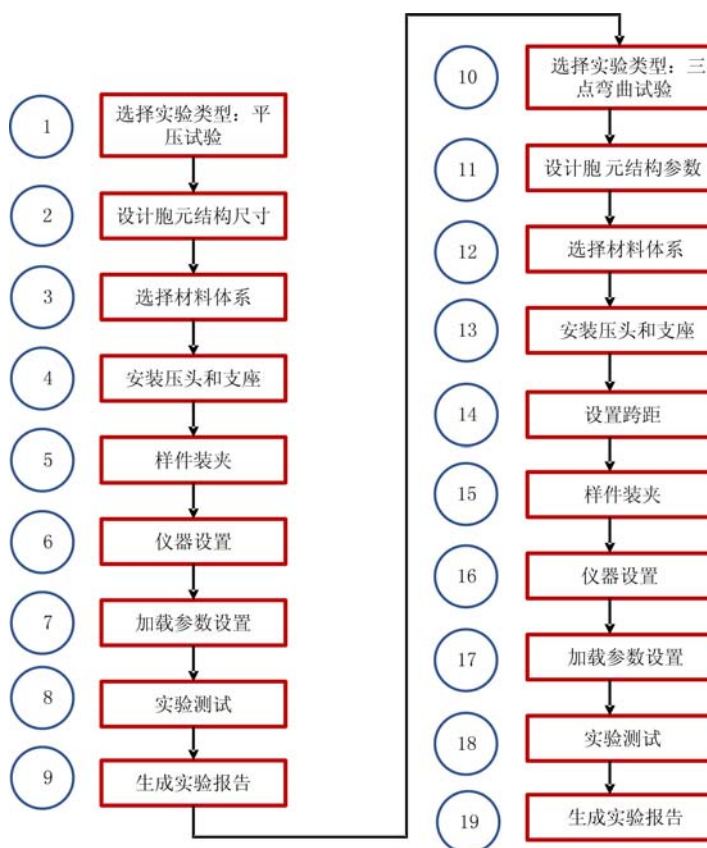 1
选择实验类型：平
压试验
2
设计胞元结构尺寸
3
选择材料体系
4
安装压头和支座
5
样件装夹
6
仪器设置
7
加载参数设置
8
实验测试
9
生成实验报告
10
选择实验类型：三
点弯曲试验
11
设计胞元结构参数
12
选择材料体系
13
安装压头和支座
14
设置跨距
15
样件装夹
16
仪器设置
17
加载参数设置
18
实验测试
19
生成实验报告